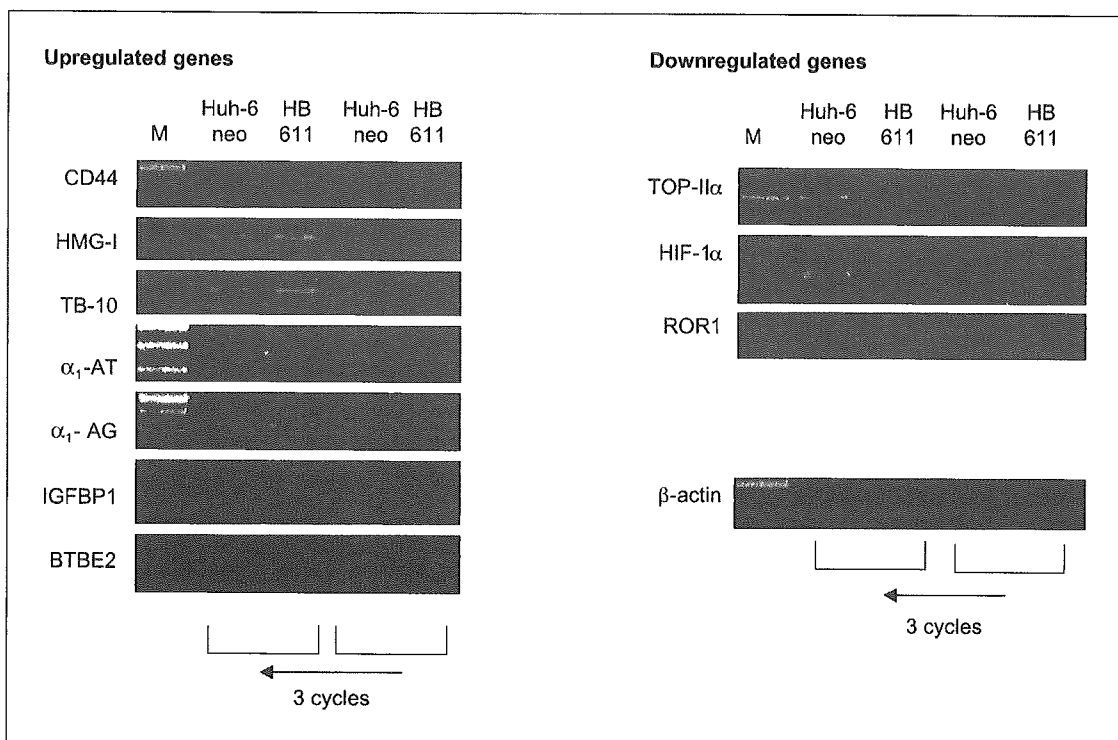 Upregulated genes
M Huh-6 neo HB 611 Huh-6 neo HB 611
CD44
HMG-I
TB-10
α₁-AT
α₁- AG
IGFBP1
BTBE2
3 cycles
Downregulated genes
M Huh-6 neo HB 611 Huh-6 neo HB 611
TOP-IIα
HIF-1α
ROR1
β-actin
3 cycles